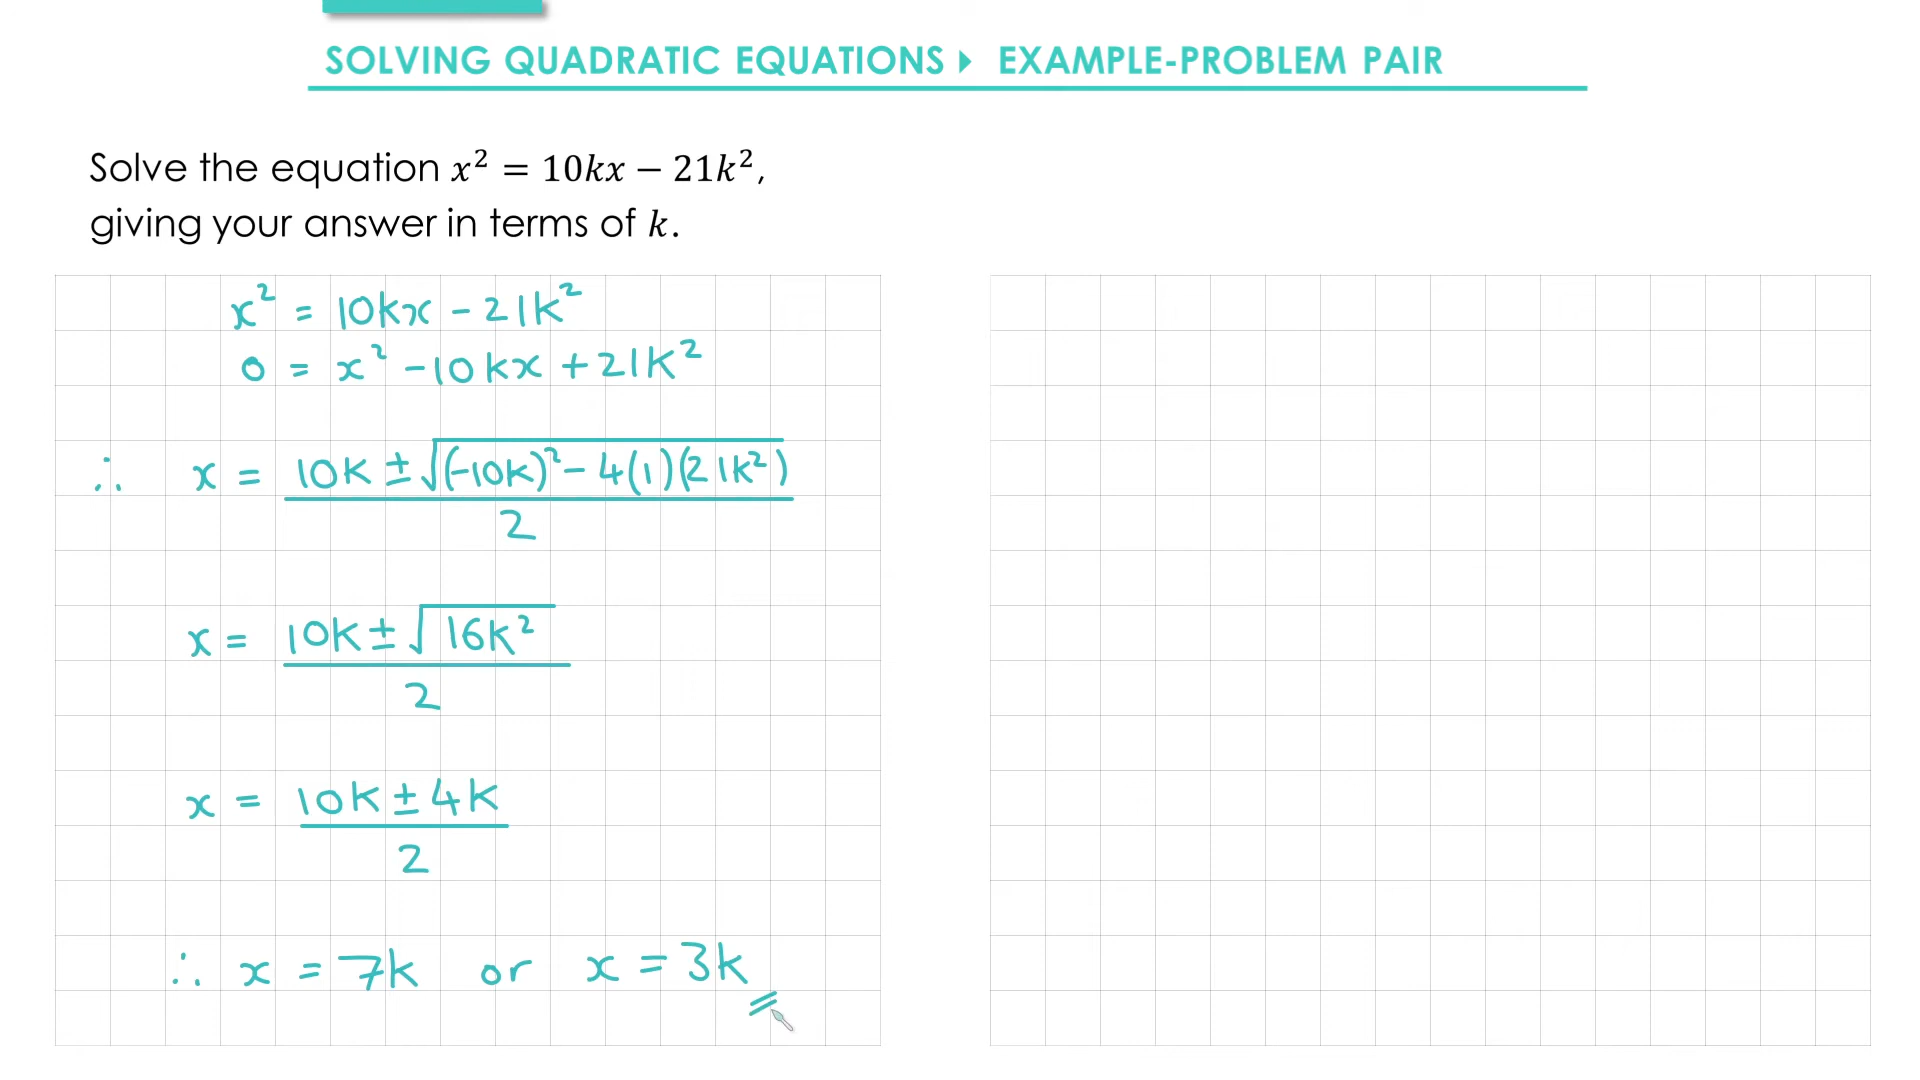 SOLVING QUADRATIC EQUATIONS ▸ EXAMPLE-PROBLEM PAIR
Solve the equation x² = 10kx − 21k²,
giving your answer in terms of k.
x² = 10kx − 21k²
0 = x² − 10kx + 21k²
∴ x = 10k ± √(−10k)² − 4(1)(21k²)
2
x = 10k ± √16k²
2
x = 10k ± 4k
2
∴ x = 7k or x = 3k